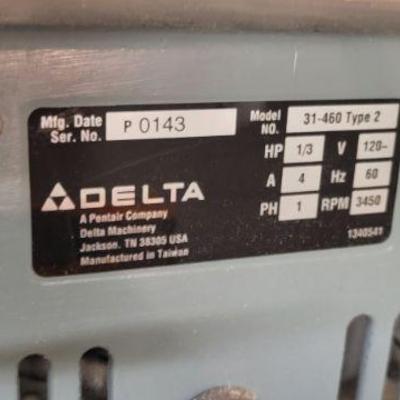 Mfg. Date
Ser. No.
P 0143
Model
NO.
31-460 Type 2
HP 1/3 V 120~
A 4 Hz 60
PH 1 RPM 3450
DELTA
A Pentair Company
Delta Machinery
Jackson, TN 38305 USA
Manufactured in Taiwan
1340541